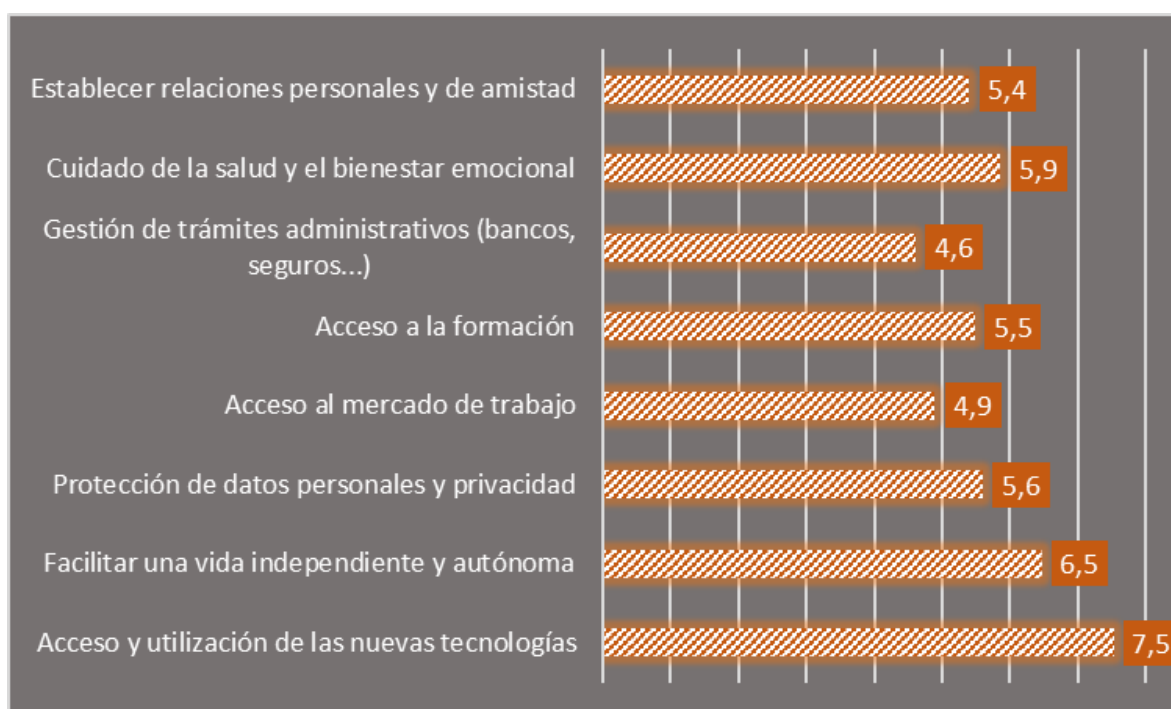 Establecer relaciones personales y de amistad
5,4
Cuidado de la salud y el bienestar emocional
5,9
Gestión de trámites administrativos (bancos,
seguros...)
4,6
Acceso a la formación
5,5
Acceso al mercado de trabajo
4,9
Protección de datos personales y privacidad
5,6
Facilitar una vida independiente y autónoma
6,5
Acceso y utilización de las nuevas tecnologías
7,5